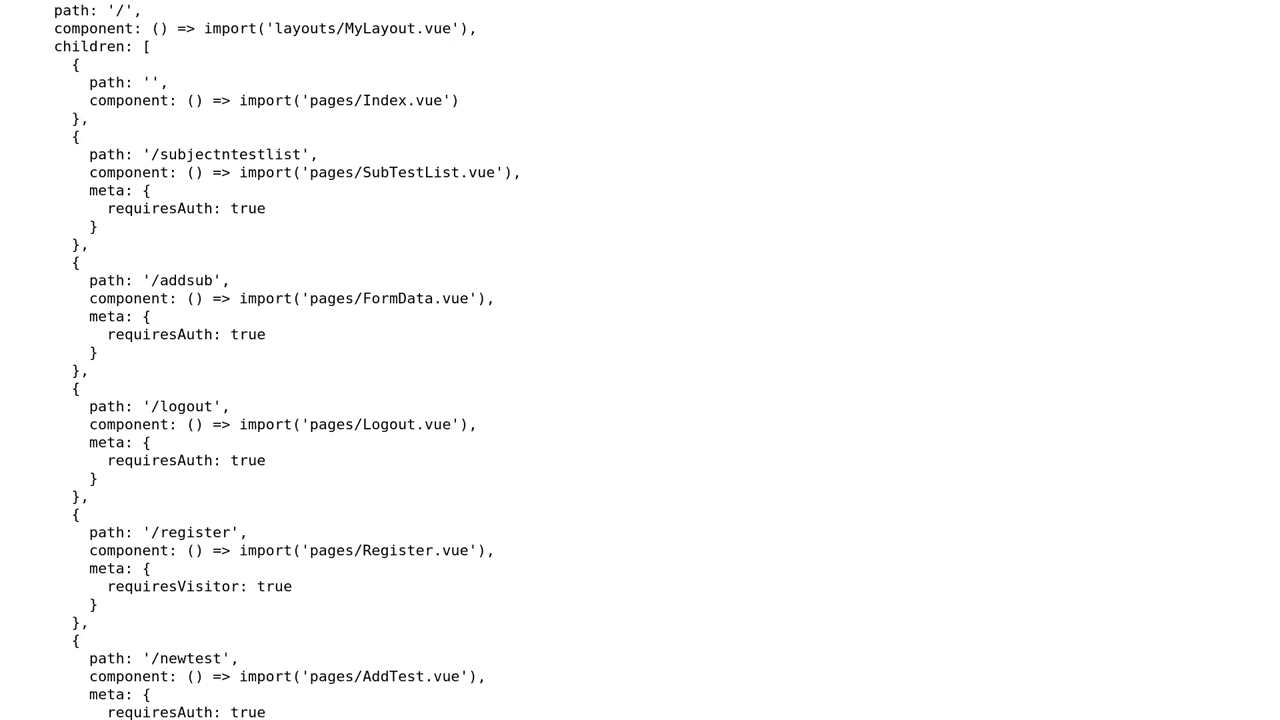 path: '/',
component: () => import('layouts/MyLayout.vue'),
children: [
{
path: '',
component: () => import('pages/Index.vue')
},
{
path: '/subjectntestlist',
component: () => import('pages/SubTestList.vue'),
meta: {
requiresAuth: true
}
},
{
path: '/addsub',
component: () => import('pages/FormData.vue'),
meta: {
requiresAuth: true
}
},
{
path: '/logout',
component: () => import('pages/Logout.vue'),
meta: {
requiresAuth: true
}
},
{
path: '/register',
component: () => import('pages/Register.vue'),
meta: {
requiresVisitor: true
}
},
{
path: '/newtest',
component: () => import('pages/AddTest.vue'),
meta: {
requiresAuth: true